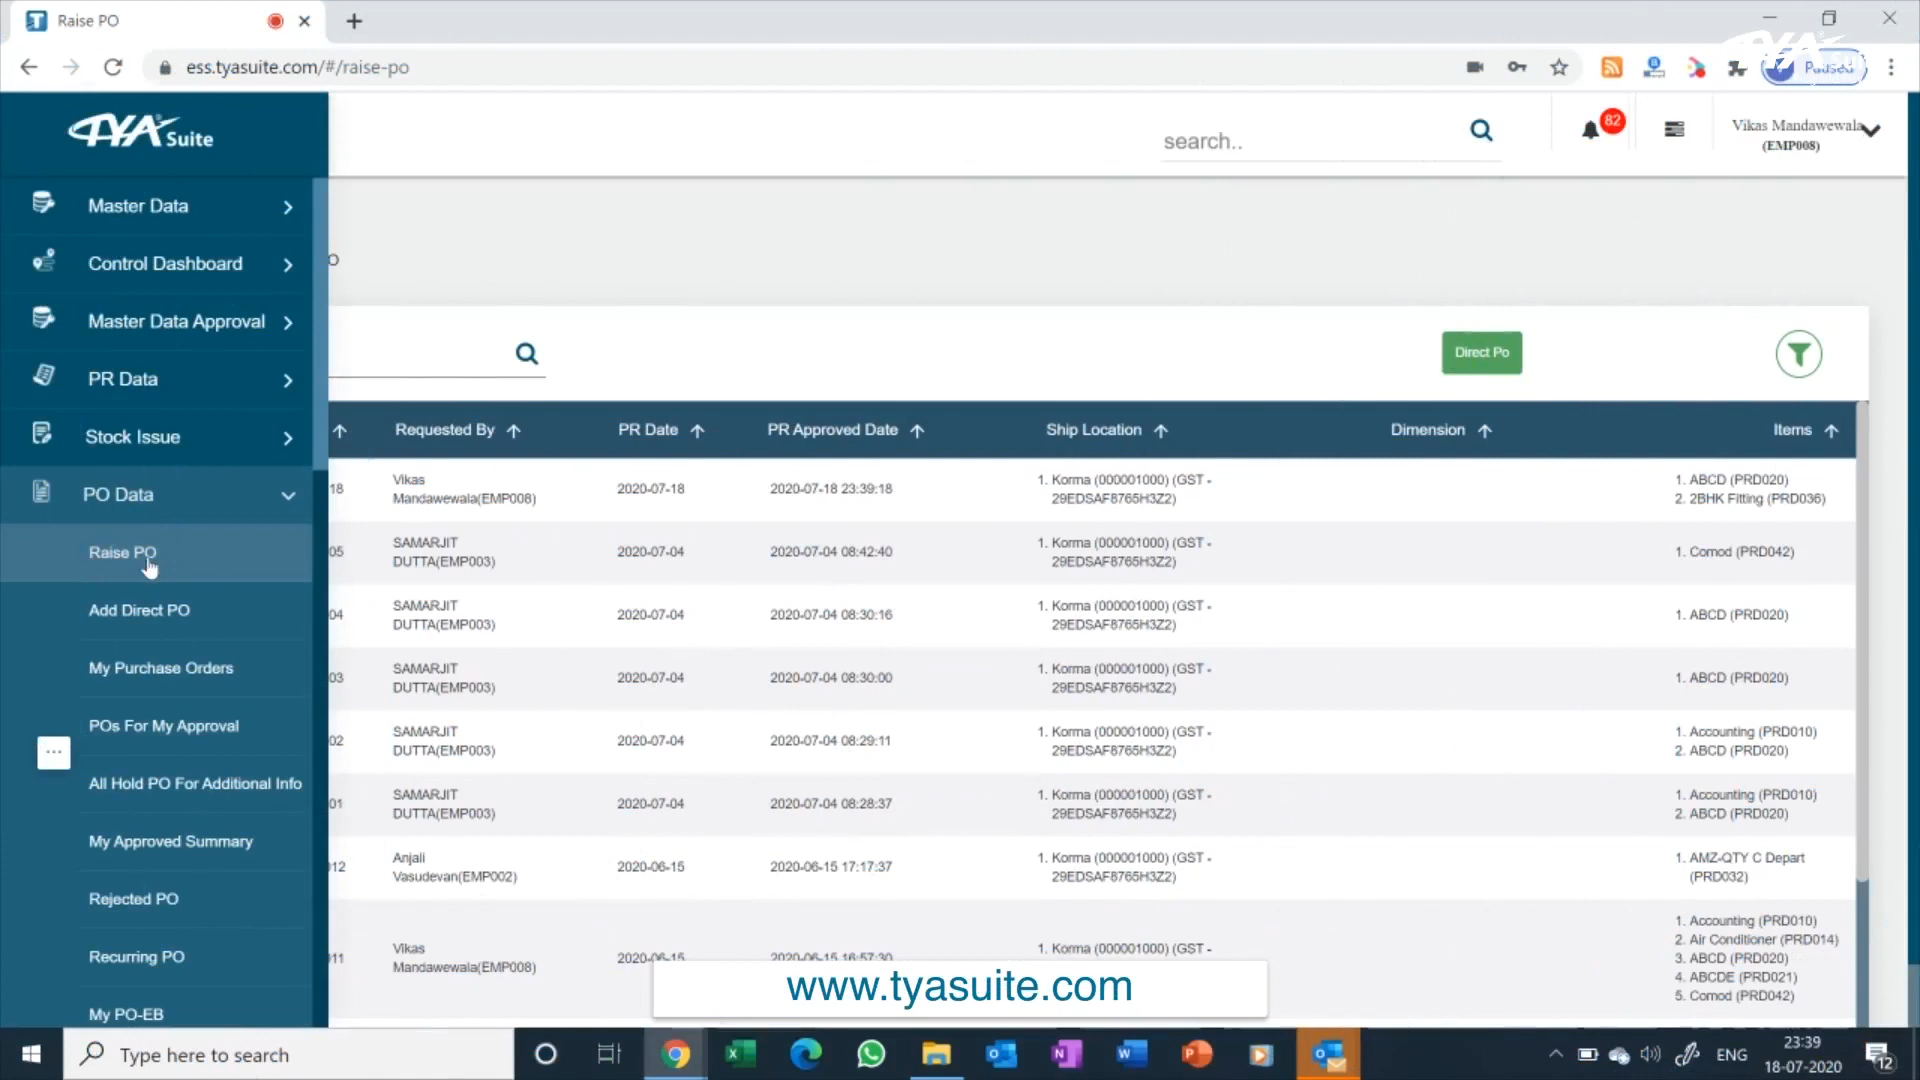 Raise PO
ess.tyasuite.com/#/raise-po
Paused
TYA Suite
search..
82
Vikas Mandawewala
(EMP008)
Master Data
Control Dashboard
Master Data Approval
PR Data
Stock Issue
PO Data
Raise PO
Add Direct PO
My Purchase Orders
POs For My Approval
All Hold PO For Additional Info
My Approved Summary
Rejected PO
Recurring PO
My PO-EB
O
Direct Po
Requested By PR Date PR Approved Date Ship Location Dimension Items
18 Vikas Mandawewala(EMP008) 2020-07-18 2020-07-18 23:39:18 1. Korma (000001000) (GST - 29EDSAF8765H3Z2) 1. ABCD (PRD020)
2. 2BHK Fitting (PRD036)
05 SAMARJIT DUTTA(EMP003) 2020-07-04 2020-07-04 08:42:40 1. Korma (000001000) (GST - 29EDSAF8765H3Z2) 1. Comod (PRD042)
04 SAMARJIT DUTTA(EMP003) 2020-07-04 2020-07-04 08:30:16 1. Korma (000001000) (GST - 29EDSAF8765H3Z2) 1. ABCD (PRD020)
03 SAMARJIT DUTTA(EMP003) 2020-07-04 2020-07-04 08:30:00 1. Korma (000001000) (GST - 29EDSAF8765H3Z2) 1. ABCD (PRD020)
02 SAMARJIT DUTTA(EMP003) 2020-07-04 2020-07-04 08:29:11 1. Korma (000001000) (GST - 29EDSAF8765H3Z2) 1. Accounting (PRD010)
2. ABCD (PRD020)
01 SAMARJIT DUTTA(EMP003) 2020-07-04 2020-07-04 08:28:37 1. Korma (000001000) (GST - 29EDSAF8765H3Z2) 1. Accounting (PRD010)
2. ABCD (PRD020)
012 Anjali Vasudevan(EMP002) 2020-06-15 2020-06-15 17:17:37 1. Korma (000001000) (GST - 29EDSAF8765H3Z2) 1. AMZ-QTY C Depart (PRD032)
011 Vikas Mandawewala(EMP008) 2020-06-15 2020-06-15 16:57:30 1. Korma (000001000) (GST - 1. Accounting (PRD010)
2. Air Conditioner (PRD014)
3. ABCD (PRD020)
4. ABCDE (PRD021)
5. Comod (PRD042)
www.tyasuite.com
Type here to search
ENG
23:39
18-07-2020
12